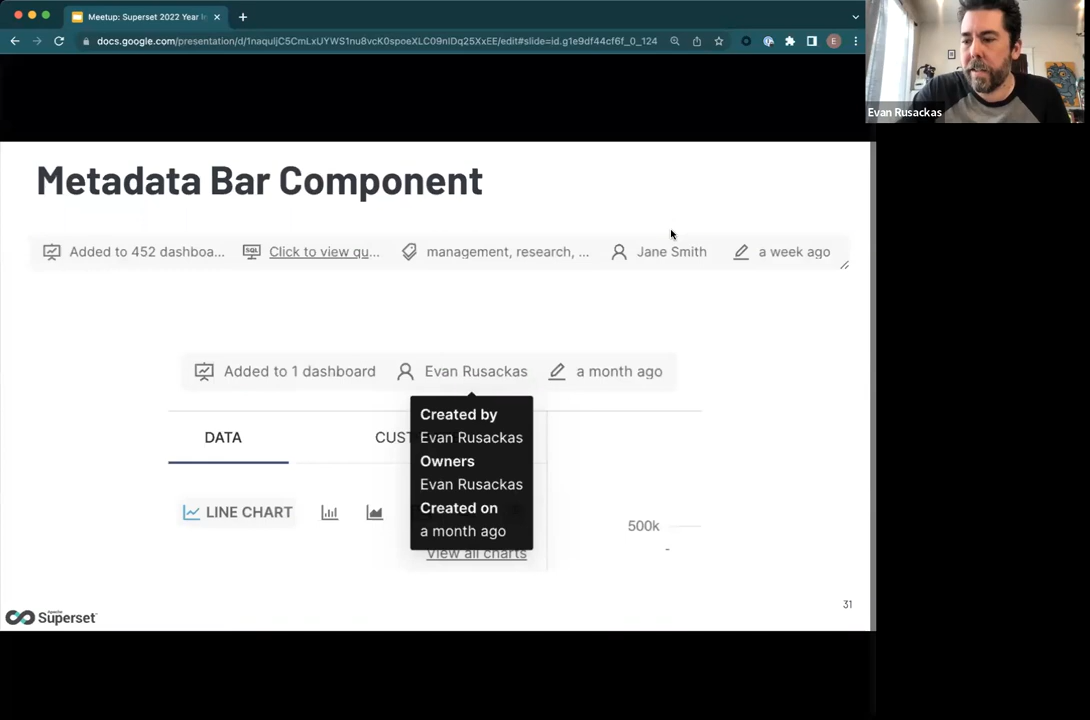 Meetup: Superset 2022 Year I
docs.google.com/presentation/d/1naquljC5CmLxUYWS1nu8vcK0spoeXLC09nIDq25XxEE/edit#slide=id.g1e9df44cf6f_0_124
E
Evan Rusackas
Metadata Bar Component
Added to 452 dashboa... SQL Click to view qu... management, research, ... Jane Smith a week ago
Added to 1 dashboard Evan Rusackas a month ago
Created by
DATA CUST Evan Rusackas
Owners
Evan Rusackas
LINE CHART Created on
500k
a month ago
View all charts
31
Apache
Superset